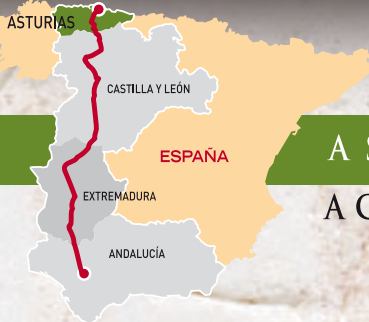 ASTURIAS
CASTILLA Y LEÓN
ESPAÑA
A S
EXTREMADURA
A C
ANDALUCÍA